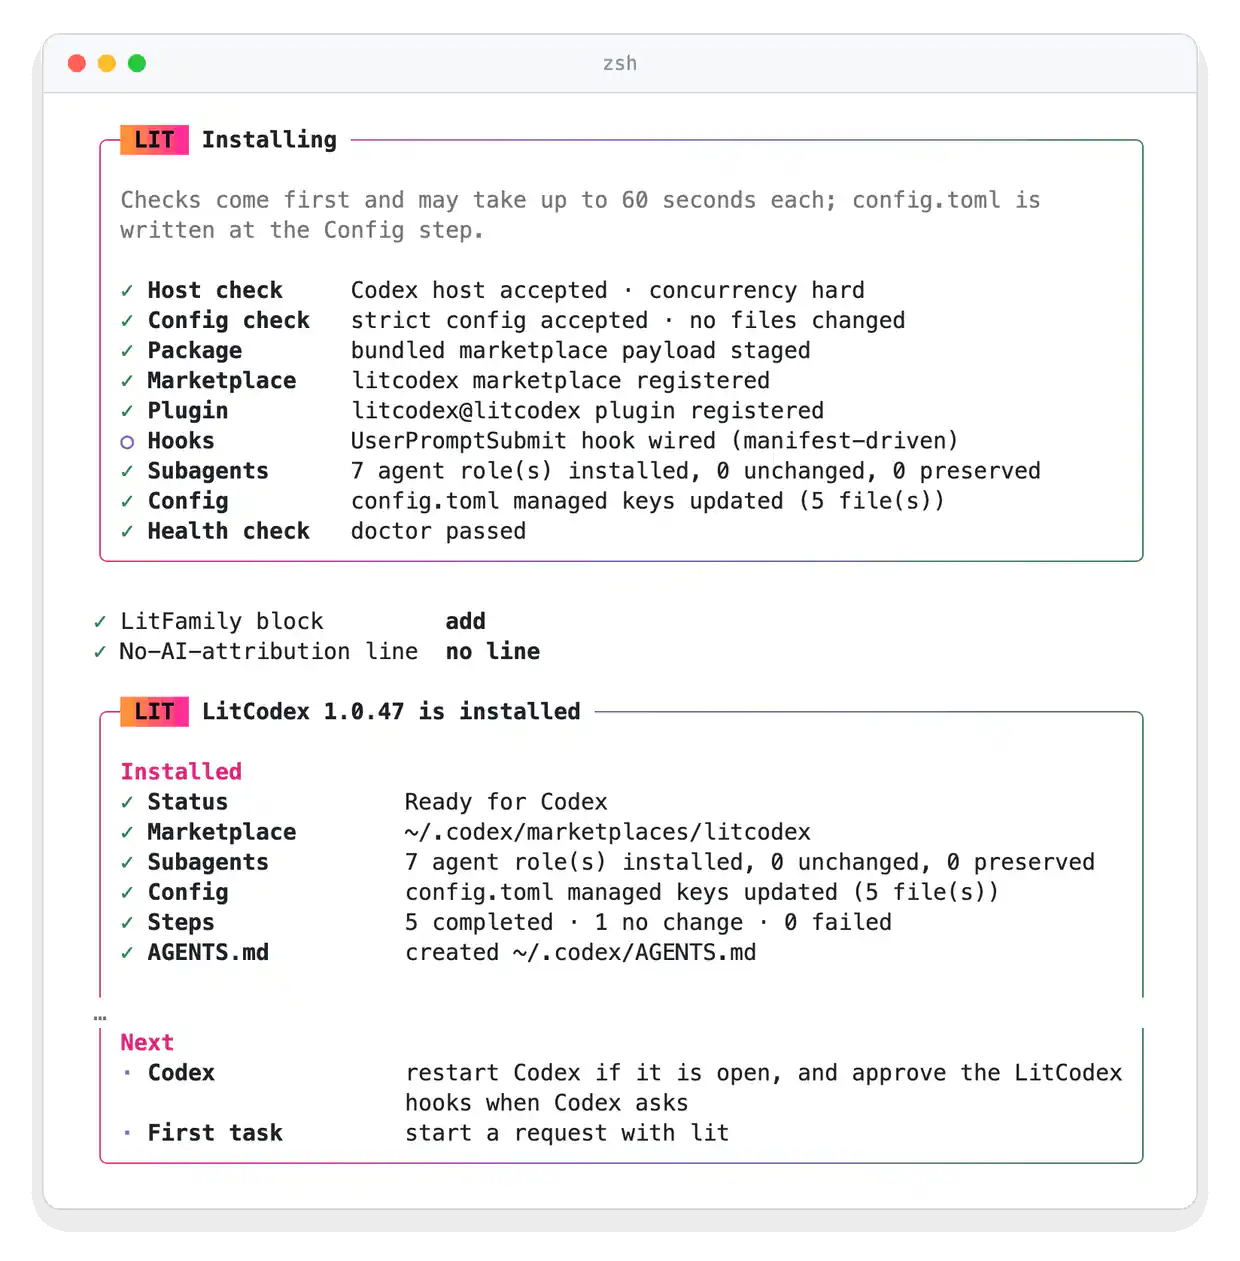 zsh
LIT Installing
Checks come first and may take up to 60 seconds each; config.toml is
written at the Config step.
✓ Host check Codex host accepted · concurrency hard
✓ Config check strict config accepted · no files changed
✓ Package bundled marketplace payload staged
✓ Marketplace litcodex marketplace registered
✓ Plugin litcodex@litcodex plugin registered
○ Hooks UserPromptSubmit hook wired (manifest-driven)
✓ Subagents 7 agent role(s) installed, 0 unchanged, 0 preserved
✓ Config config.toml managed keys updated (5 file(s))
✓ Health check doctor passed
✓ LitFamily block add
✓ No-AI-attribution line no line
LIT LitCodex 1.0.47 is installed
Installed
✓ Status Ready for Codex
✓ Marketplace ~/.codex/marketplaces/litcodex
✓ Subagents 7 agent role(s) installed, 0 unchanged, 0 preserved
✓ Config config.toml managed keys updated (5 file(s))
✓ Steps 5 completed · 1 no change · 0 failed
✓ AGENTS.md created ~/.codex/AGENTS.md
…
Next
· Codex restart Codex if it is open, and approve the LitCodex
hooks when Codex asks
· First task start a request with lit